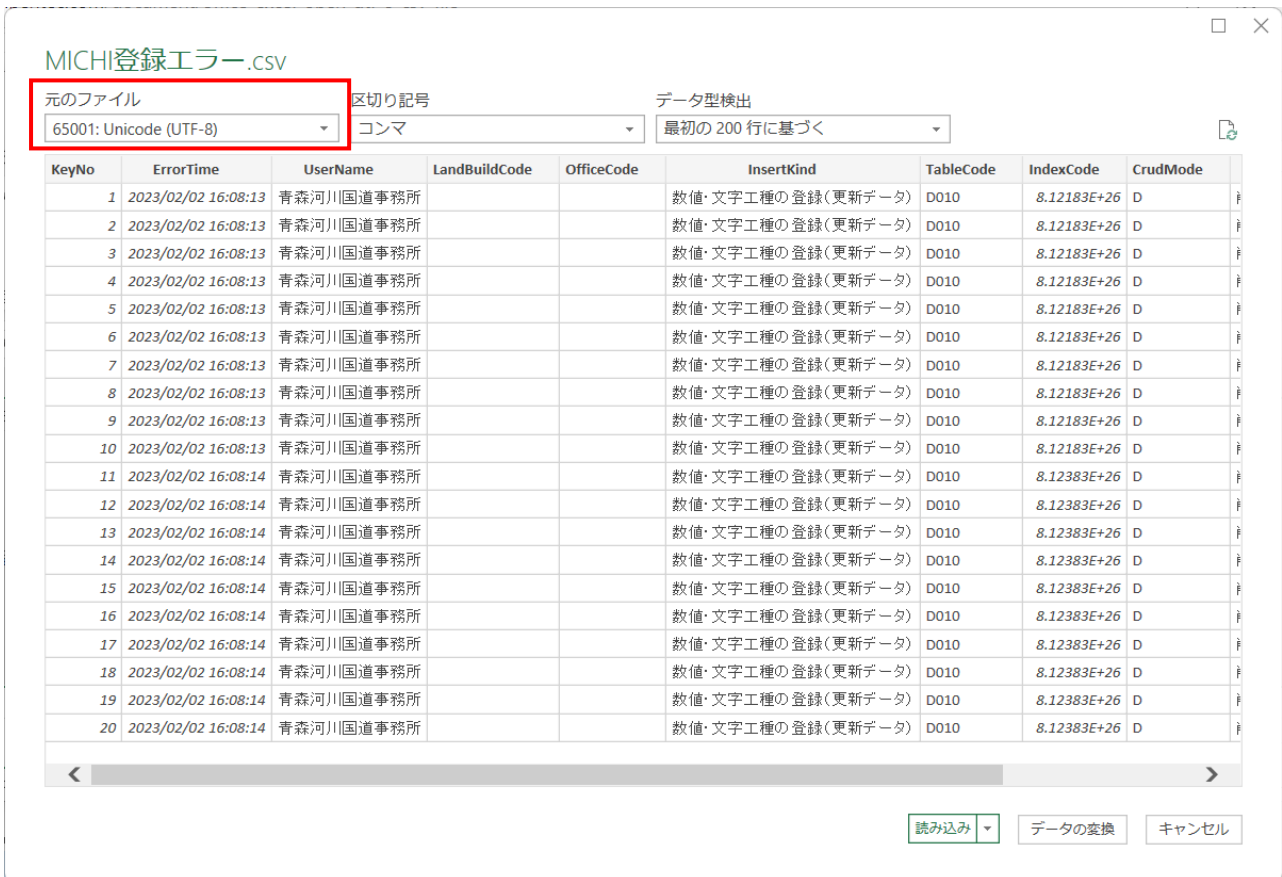 MICHI登録エラー.csv
元のファイル 区切り記号 データ型検出
65001: Unicode (UTF-8) コンマ 最初の 200 行に基づく
KeyNo ErrorTime UserName LandBuildCode OfficeCode InsertKind TableCode IndexCode CrudMode
1 2023/02/02 16:08:13 青森河川国道事務所 数値・文字工種の登録(更新データ) D010 8.12183E+26 D
2 2023/02/02 16:08:13 青森河川国道事務所 数値・文字工種の登録(更新データ) D010 8.12183E+26 D
3 2023/02/02 16:08:13 青森河川国道事務所 数値・文字工種の登録(更新データ) D010 8.12183E+26 D
4 2023/02/02 16:08:13 青森河川国道事務所 数値・文字工種の登録(更新データ) D010 8.12183E+26 D
5 2023/02/02 16:08:13 青森河川国道事務所 数値・文字工種の登録(更新データ) D010 8.12183E+26 D
6 2023/02/02 16:08:13 青森河川国道事務所 数値・文字工種の登録(更新データ) D010 8.12183E+26 D
7 2023/02/02 16:08:13 青森河川国道事務所 数値・文字工種の登録(更新データ) D010 8.12183E+26 D
8 2023/02/02 16:08:13 青森河川国道事務所 数値・文字工種の登録(更新データ) D010 8.12183E+26 D
9 2023/02/02 16:08:13 青森河川国道事務所 数値・文字工種の登録(更新データ) D010 8.12183E+26 D
10 2023/02/02 16:08:13 青森河川国道事務所 数値・文字工種の登録(更新データ) D010 8.12183E+26 D
11 2023/02/02 16:08:14 青森河川国道事務所 数値・文字工種の登録(更新データ) D010 8.12383E+26 D
12 2023/02/02 16:08:14 青森河川国道事務所 数値・文字工種の登録(更新データ) D010 8.12383E+26 D
13 2023/02/02 16:08:14 青森河川国道事務所 数値・文字工種の登録(更新データ) D010 8.12383E+26 D
14 2023/02/02 16:08:14 青森河川国道事務所 数値・文字工種の登録(更新データ) D010 8.12383E+26 D
15 2023/02/02 16:08:14 青森河川国道事務所 数値・文字工種の登録(更新データ) D010 8.12383E+26 D
16 2023/02/02 16:08:14 青森河川国道事務所 数値・文字工種の登録(更新データ) D010 8.12383E+26 D
17 2023/02/02 16:08:14 青森河川国道事務所 数値・文字工種の登録(更新データ) D010 8.12383E+26 D
18 2023/02/02 16:08:14 青森河川国道事務所 数値・文字工種の登録(更新データ) D010 8.12383E+26 D
19 2023/02/02 16:08:14 青森河川国道事務所 数値・文字工種の登録(更新データ) D010 8.12383E+26 D
20 2023/02/02 16:08:14 青森河川国道事務所 数値・文字工種の登録(更新データ) D010 8.12383E+26 D
読み込み データの変換 キャンセル